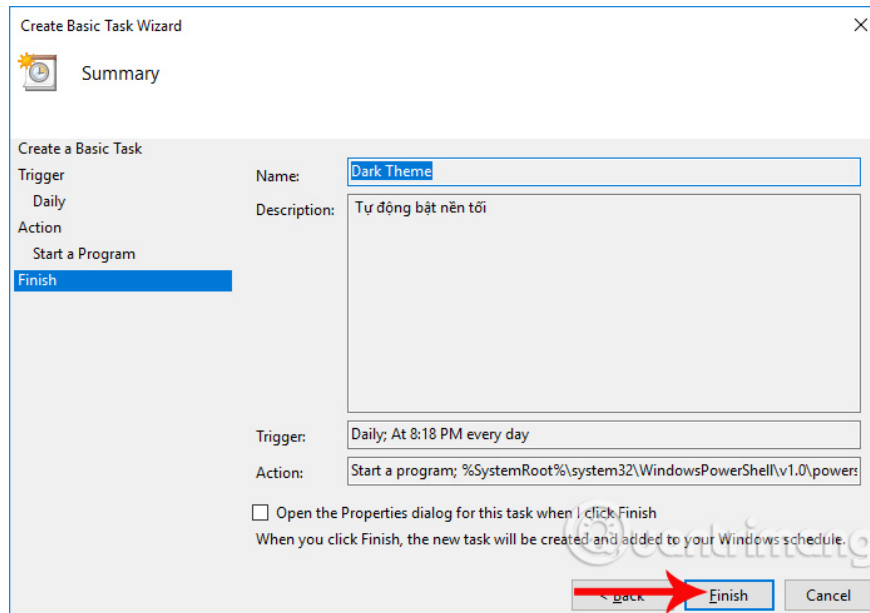 Create Basic Task Wizard
Summary
Create a Basic Task
Trigger
Daily
Action
Start a Program
Finish
Name: Dark Theme
Description: Tự động bật nền tối
Trigger: Daily; At 8:18 PM every day
Action: Start a program; %SystemRoot%\system32\WindowsPowerShell\v1.0\powers
Open the Properties dialog for this task when I click Finish
When you click Finish, the new task will be created and added to your Windows schedule.
@uantrimang
< Back Finish Cancel